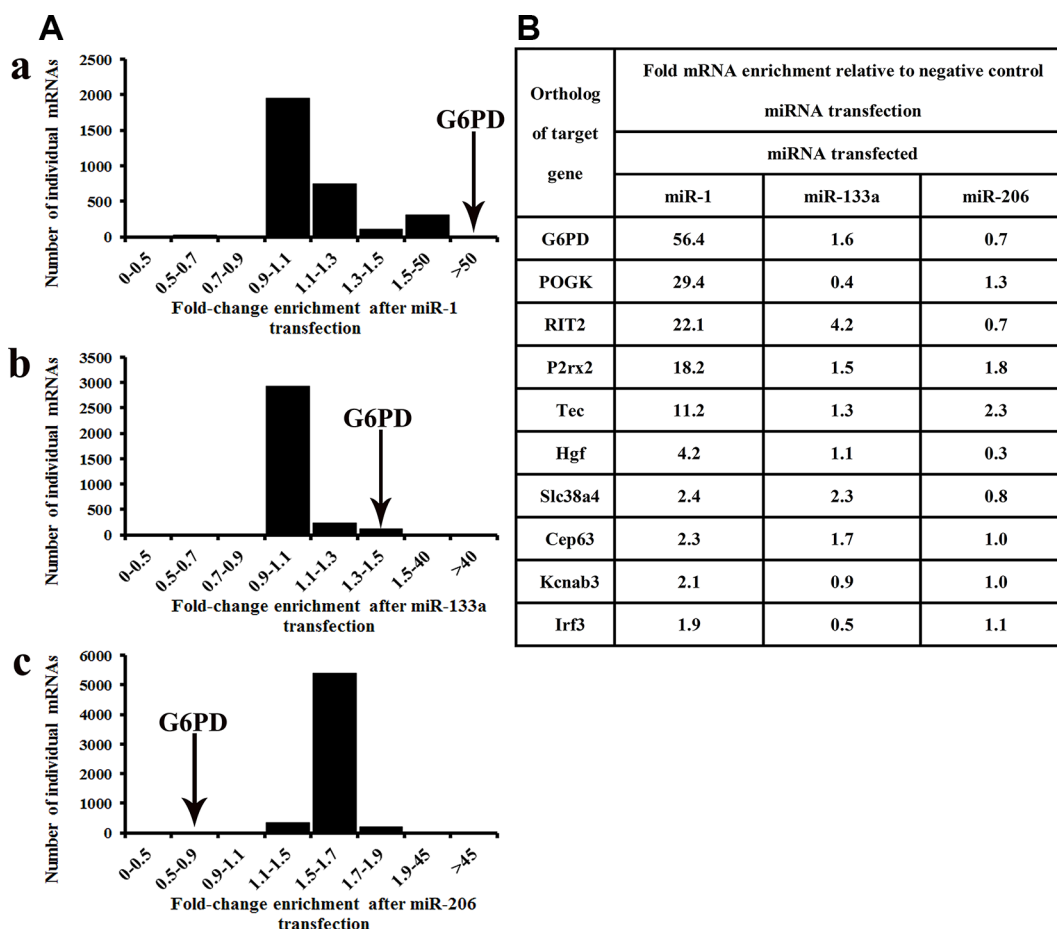 A
a
Number of individual mRNAs
2500
2000
1500
1000
500
0
G6PD
0-0.5
0.5-0.7
0.7-0.9
0.9-1.1
1.1-1.3
1.3-1.5
1.5-50
>50
Fold-change enrichment after miR-1
transfection
b
Number of individual mRNAs
3500
3000
2500
2000
1500
1000
500
0
G6PD
0-0.5
0.5-0.7
0.7-0.9
0.9-1.1
1.1-1.3
1.3-1.5
1.5-40
>40
Fold-change enrichment after miR-133a
transfection
c
Number of individual mRNAs
6000
5000
4000
3000
2000
1000
0
G6PD
0-0.5
0.5-0.9
0.9-1.1
1.1-1.5
1.5-1.7
1.7-1.9
1.9-45
>45
Fold-change enrichment after miR-206
transfection
B
Ortholog
of target
gene
Fold mRNA enrichment relative to negative control
miRNA transfection
miRNA transfected
miR-1 miR-133a miR-206
G6PD 56.4 1.6 0.7
POGK 29.4 0.4 1.3
RIT2 22.1 4.2 0.7
P2rx2 18.2 1.5 1.8
Tec 11.2 1.3 2.3
Hgf 4.2 1.1 0.3
Slc38a4 2.4 2.3 0.8
Cep63 2.3 1.7 1.0
Kcnab3 2.1 0.9 1.0
Irf3 1.9 0.5 1.1